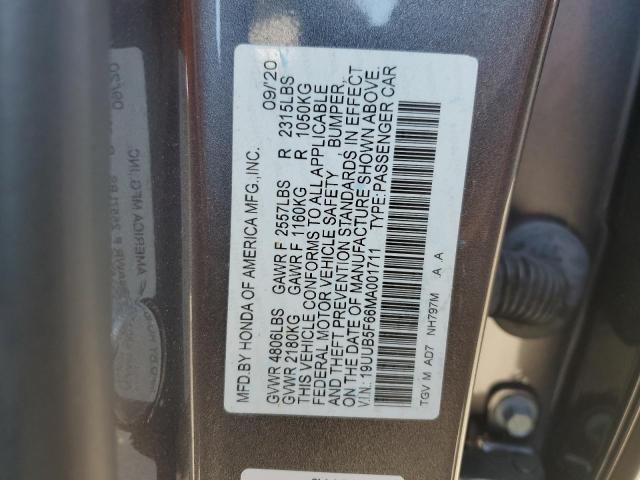 MFD.BY HONDA OF AMERICA MFG.,INC. 09/20
GVWR 4806LBS GAWR F 2557LBS R 2315LBS
GVWR 2180KG GAWR F 1160KG R 1050KG
THIS VEHICLE CONFORMS TO ALL APPLICABLE
FEDERAL MOTOR VEHICLE SAFETY , BUMPER,
AND THEFT PREVENTION STANDARDS IN EFFECT
ON THE DATE OF MANUFACTURE SHOWN ABOVE.
V.I.N.: 19UUB5F66MA001711 TYPE:PASSENGER CAR
TGV M AD7 NH797M A A